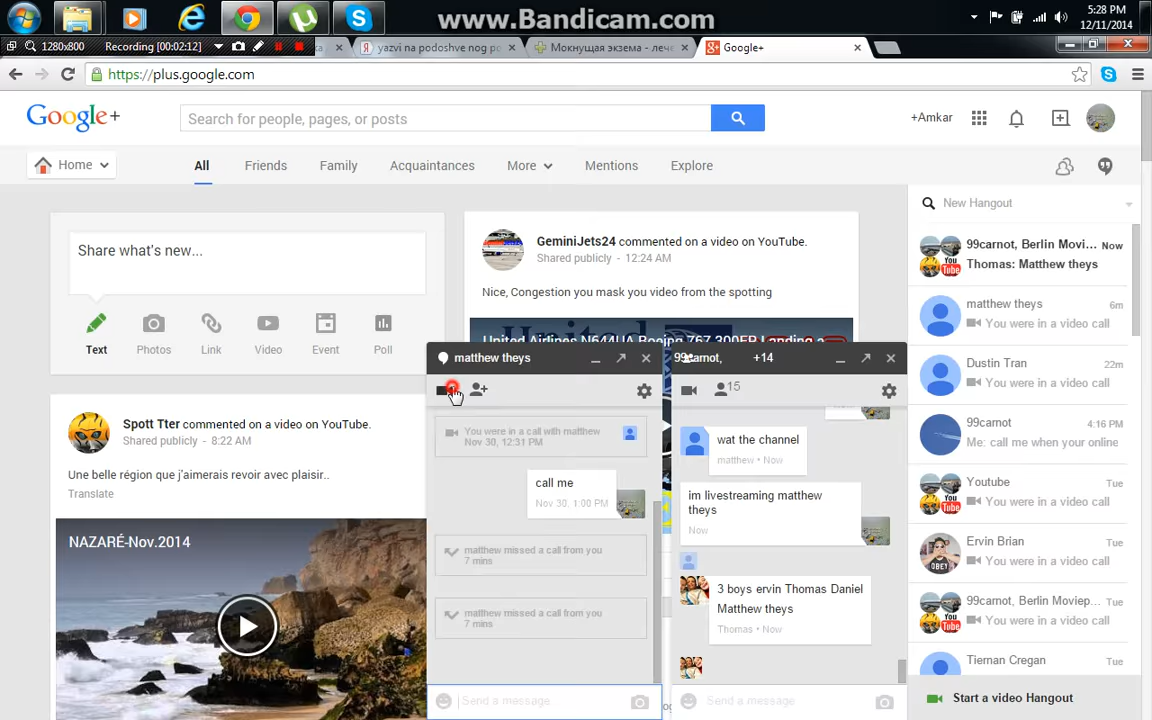 www.Bandicam.com
5:28 PM
12/11/2014
1280x800
Recording [00:02:12]
yazvi na podoshve nog po
Мокнущая экзема - лече
Google+
https://plus.google.com
Google+
Search for people, pages, or posts
+Amkar
Home
All
Friends
Family
Acquaintances
More
Mentions
Explore
Share what's new...
Text
Photos
Link
Video
Event
Poll
GeminiJets24 commented on a video on YouTube.
Shared publicly - 12:24 AM
Nice, Congestion you mask you video from the spotting
United Airlines N644UA Boeing 767-300ER Landing a
Spott Tter commented on a video on YouTube.
Shared publicly - 8:22 AM
Une belle région que j'aimerais revoir avec plaisir..
Translate
NAZARÉ-Nov.2014
matthew theys
You were in a call with matthew
Nov 30, 12:31 PM
call me
Nov 30, 1:00 PM
matthew missed a call from you
7 mins
matthew missed a call from you
7 mins
Send a message
99carnot,
+14
15
wat the channel
matthew • Now
im livestreaming matthew
theys
Now
3 boys ervin Thomas Daniel
Matthew theys
Thomas • Now
Send a message
New Hangout
99carnot, Berlin Movi... Now
Thomas: Matthew theys
matthew theys 6m
You were in a video call
Dustin Tran 22m
You were in a video call
99carnot 4:16 PM
Me: call me when your online
Youtube Tue
You were in a video call
Ervin Brian Tue
You were in a video call
99carnot, Berlin Moviep... Tue
You were in a video call
Tiernan Cregan Tue
Start a video Hangout